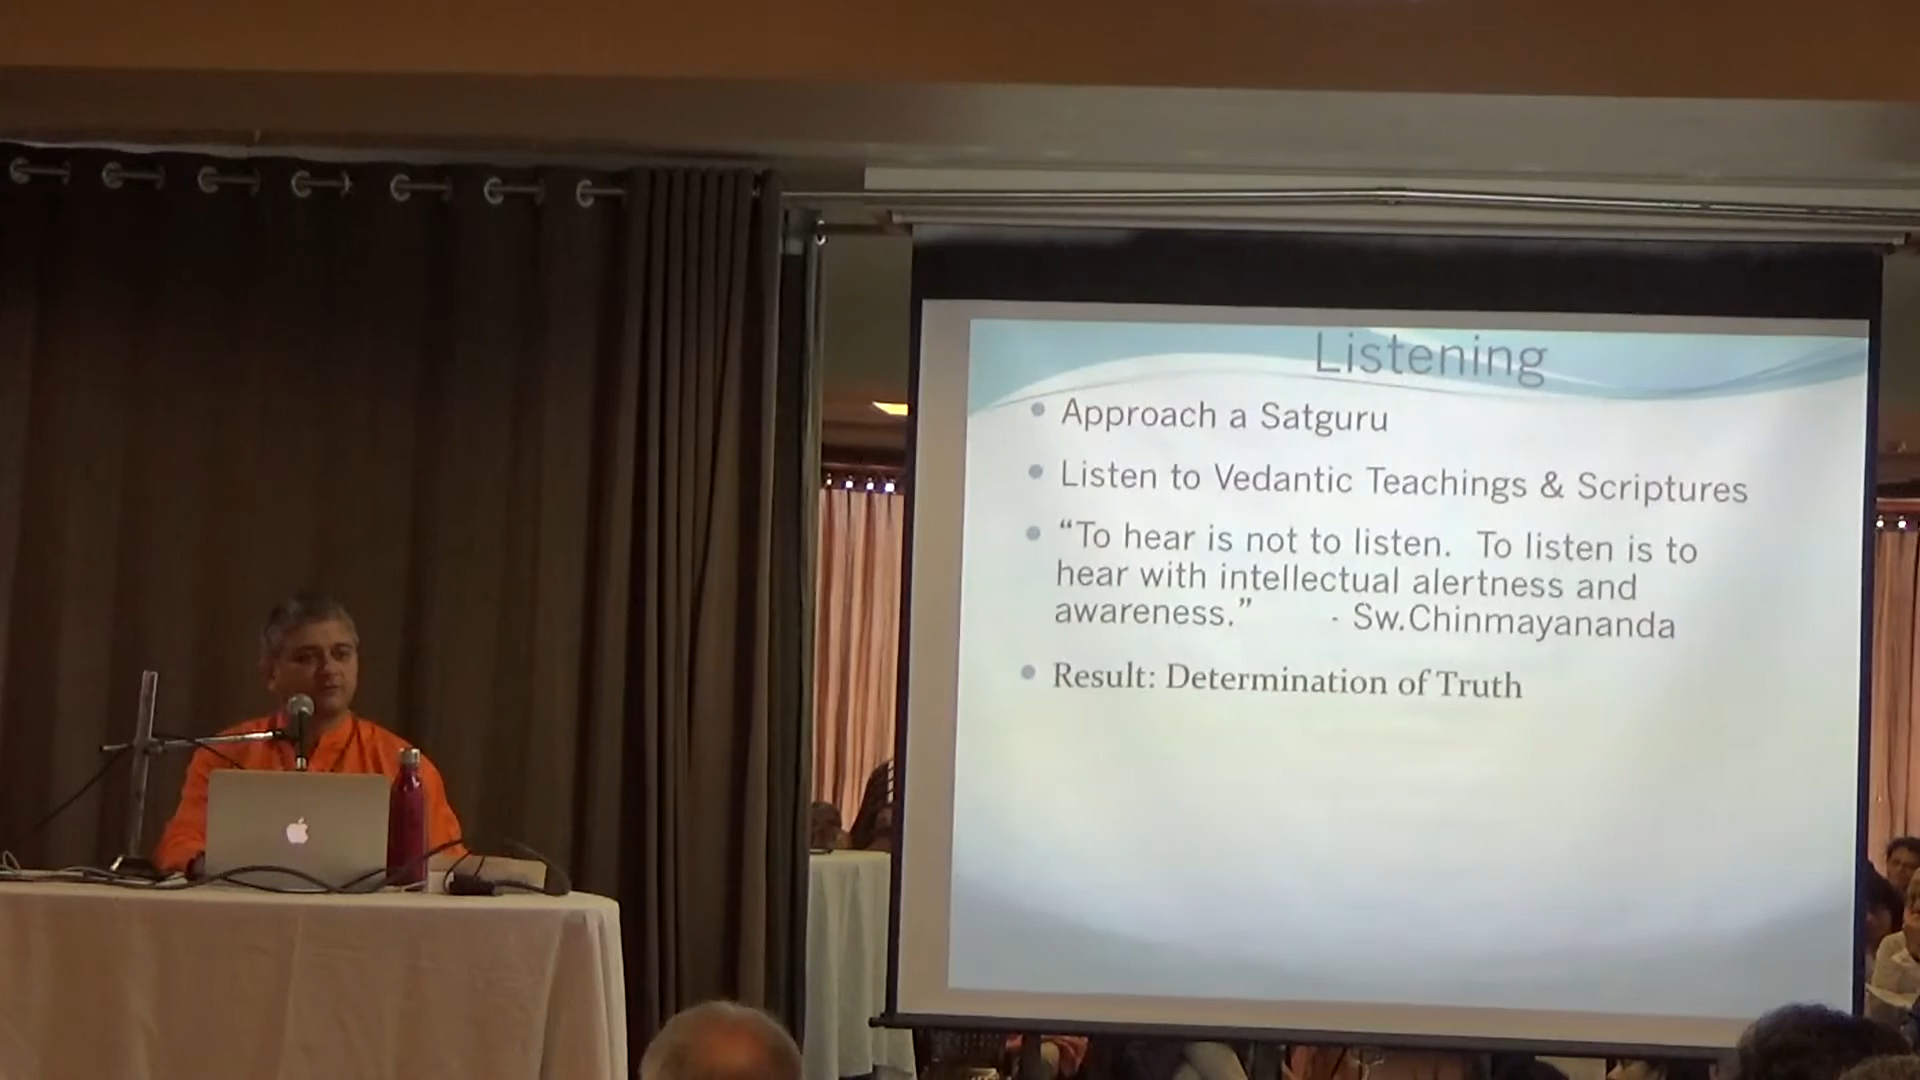 Listening
Approach a Satguru
Listen to Vedantic Teachings & Scriptures
“To hear is not to listen. To listen is to
hear with intellectual alertness and
awareness.” - Sw.Chinmayananda
Result: Determination of Truth